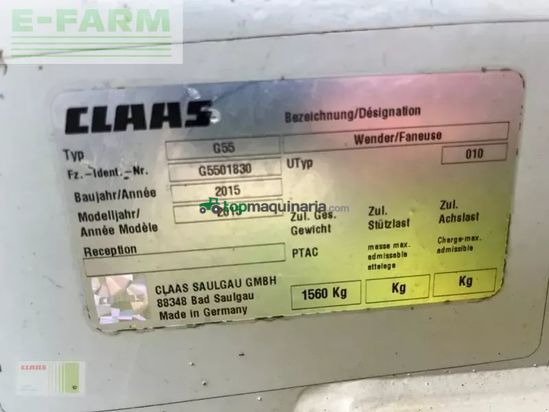 E-FARM
CLAAS
Bezeichnung/Désignation
Typ G55 Wender/Faneuse
Fz.-Ident.-Nr. G5501830 UTyp 010
Baujahr/Année 2015
Modelljahr/ Année Modèle 2015
topmaquinaria.com
Reception
Zul. Ges. Gewicht
PTAC
Zul. Stützlast
masse max. admissible attelage
Zul. Achslast
Charge max. admissible
CLAAS SAULGAU GMBH
88348 Bad Saulgau
Made in Germany
1560 Kg Kg Kg
CLAAS